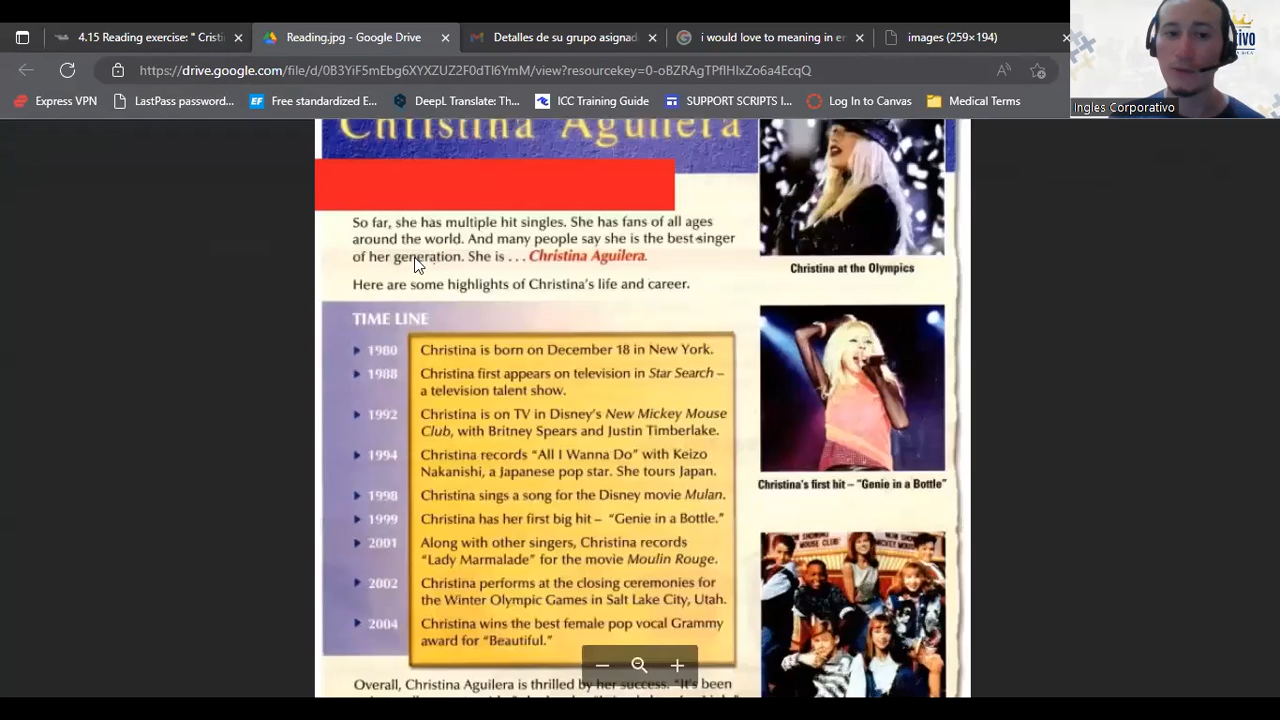 4.15 Reading exercise: " Cristi
Reading.jpg - Google Drive
Detalles de su grupo asignad
i would love to meaning in er
images (259×194)
https://drive.google.com/file/d/0B3YiF5mEbg6XYXZUZ2F0dTl6YmM/view?resourcekey=0-oBZRAgTPflHIxZo6a4EcqQ
Express VPN
LastPass password...
Free standardized E...
DeepL Translate: Th...
ICC Training Guide
SUPPORT SCRIPTS I...
Log In to Canvas
Medical Terms
Ingles Corporativo
Christina Aguilera
So far, she has multiple hit singles. She has fans of all ages
around the world. And many people say she is the best singer
of her generation. She is . . . Christina Aguilera.
Here are some highlights of Christina's life and career.
TIME LINE
1980 Christina is born on December 18 in New York.
1988 Christina first appears on television in Star Search –
a television talent show.
1992 Christina is on TV in Disney's New Mickey Mouse
Club, with Britney Spears and Justin Timberlake.
1994 Christina records "All I Wanna Do" with Keizo
Nakanishi, a Japanese pop star. She tours Japan.
1998 Christina sings a song for the Disney movie Mulan.
1999 Christina has her first big hit – "Genie in a Bottle."
2001 Along with other singers, Christina records
"Lady Marmalade" for the movie Moulin Rouge.
2002 Christina performs at the closing ceremonies for
the Winter Olympic Games in Salt Lake City, Utah.
2004 Christina wins the best female pop vocal Grammy
award for "Beautiful."
Overall, Christina Aguilera is thrilled by her success. "It's been
Christina at the Olympics
Christina's first hit – "Genie in a Bottle"